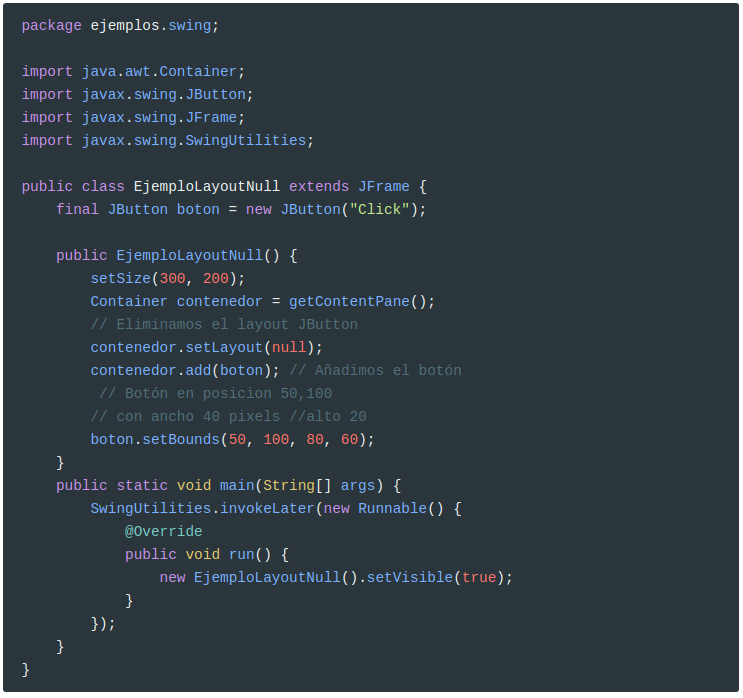 package ejemplos.swing;

import java.awt.Container;
import javax.swing.JButton;
import javax.swing.JFrame;
import javax.swing.SwingUtilities;

public class EjemploLayoutNull extends JFrame {
    final JButton boton = new JButton("Click");

    public EjemploLayoutNull() {
        setSize(300, 200);
        Container contenedor = getContentPane();
        // Eliminamos el layout JButton
        contenedor.setLayout(null);
        contenedor.add(boton); // Añadimos el botón
         // Botón en posicion 50,100
        // con ancho 40 pixels //alto 20
        boton.setBounds(50, 100, 80, 60);
    }
    public static void main(String[] args) {
        SwingUtilities.invokeLater(new Runnable() {
            @Override
            public void run() {
                new EjemploLayoutNull().setVisible(true);
            }
        });
    }
}